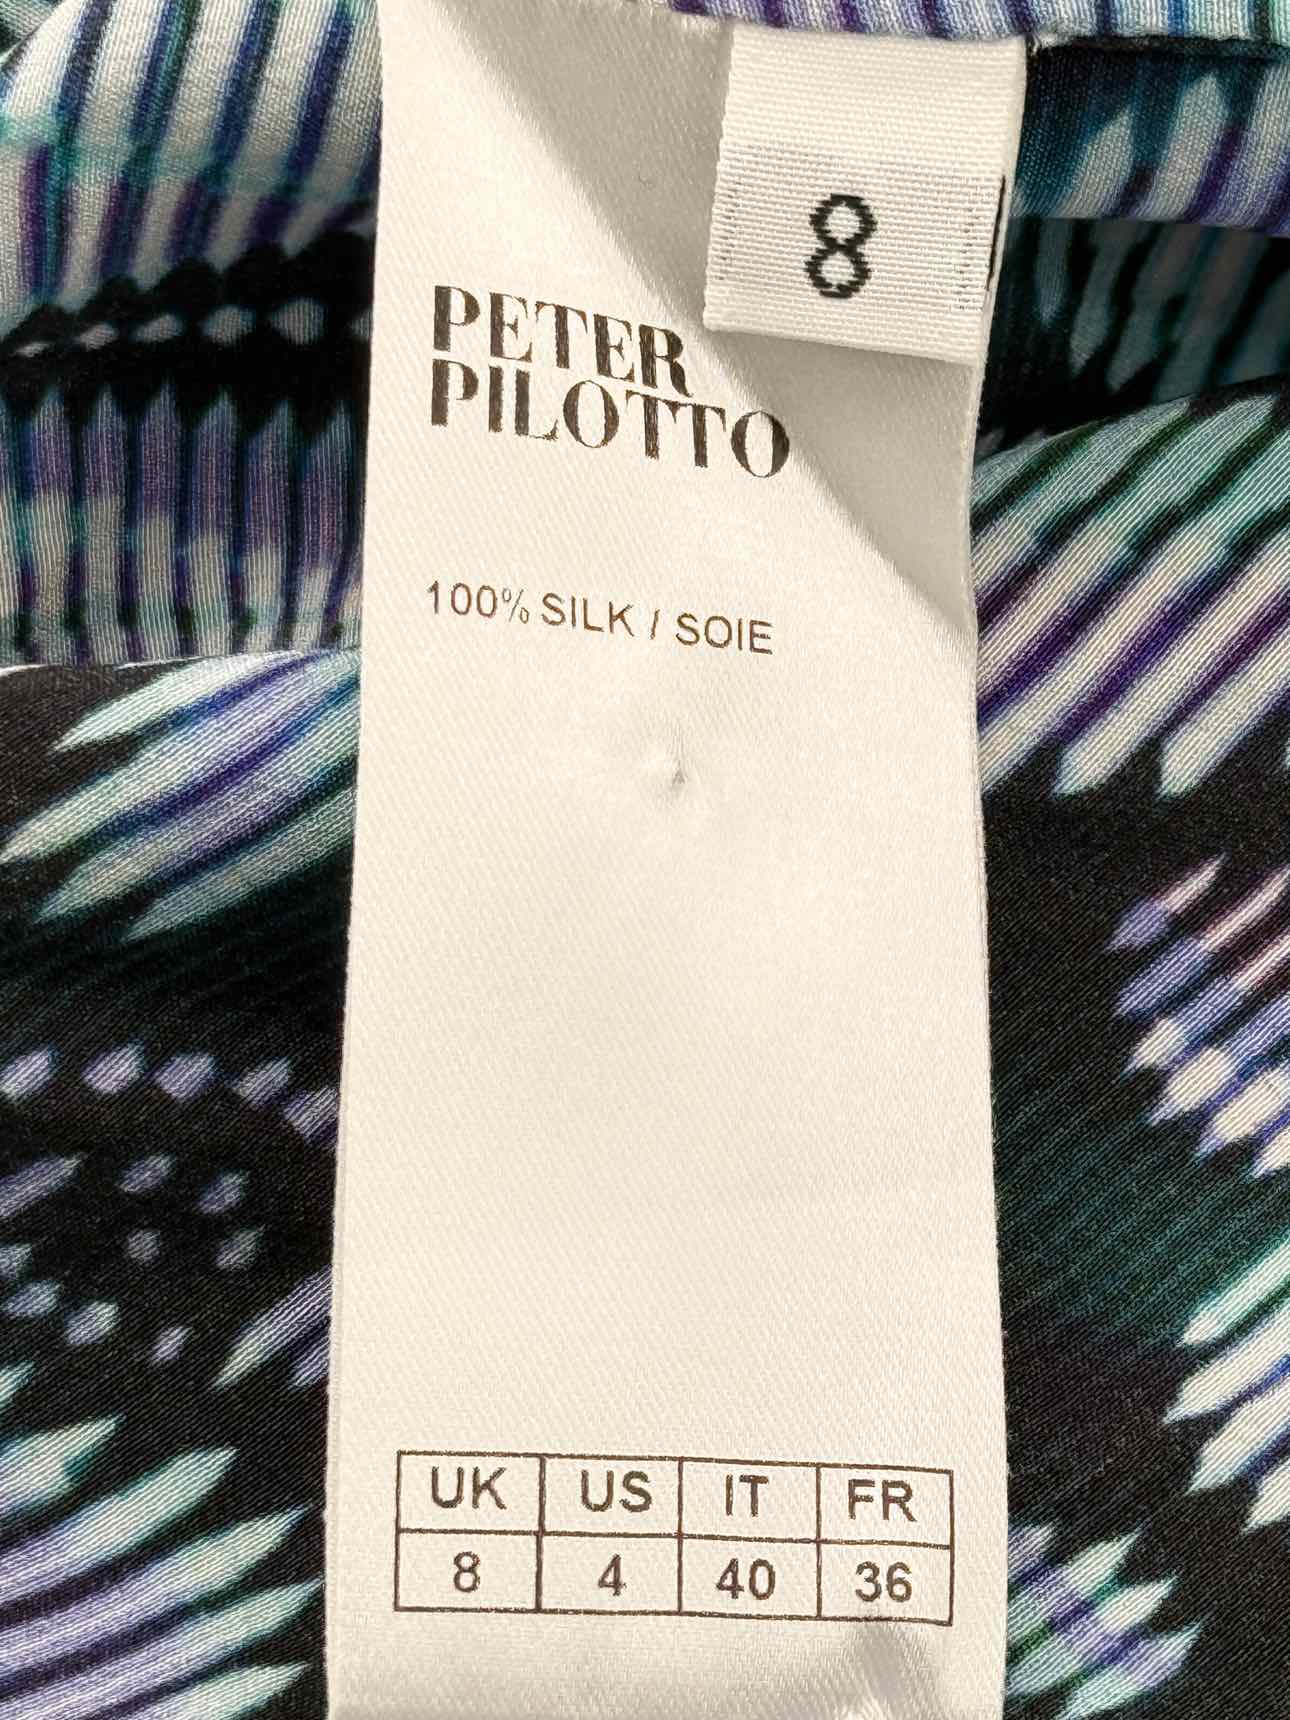 8
PETER
PILOTTO
100% SILK / SOIE
UK US IT FR
8 4 40 36